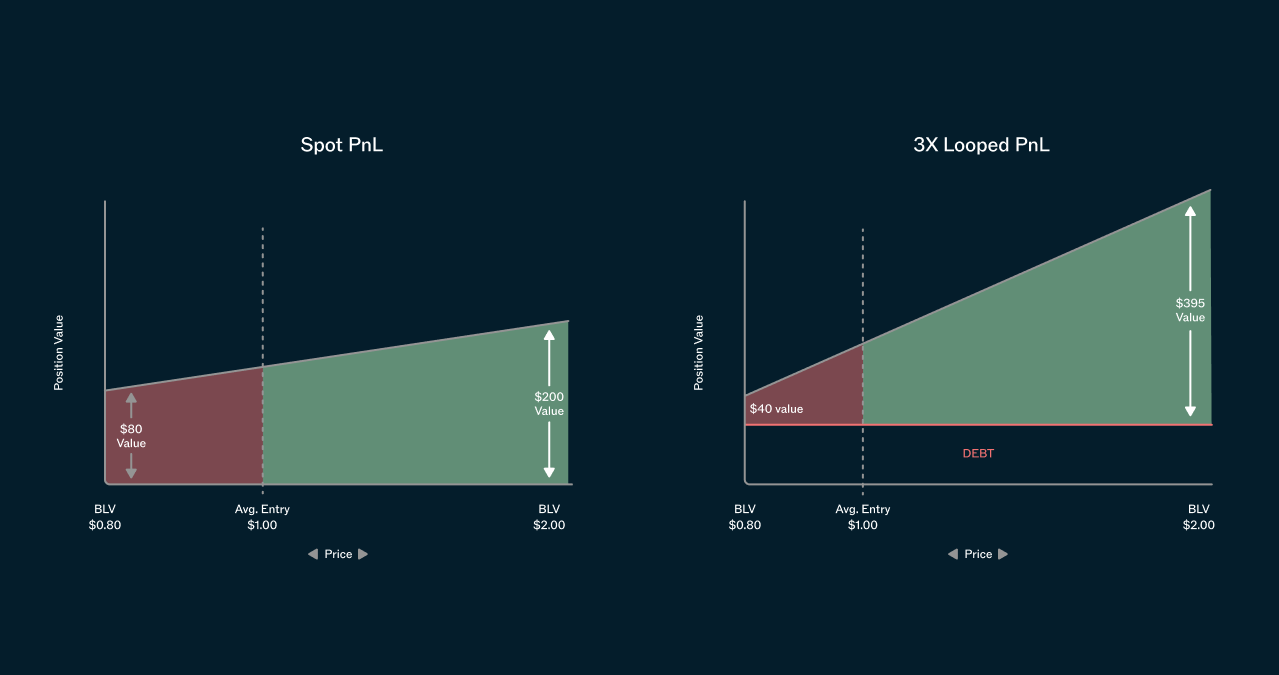 Spot PnL
Position Value
$80
Value
$200
Value
BLV
$0.80
Avg. Entry
$1.00
BLV
$2.00
Price
3X Looped PnL
Position Value
$40 value
$395
Value
DEBT
BLV
$0.80
Avg. Entry
$1.00
BLV
$2.00
Price